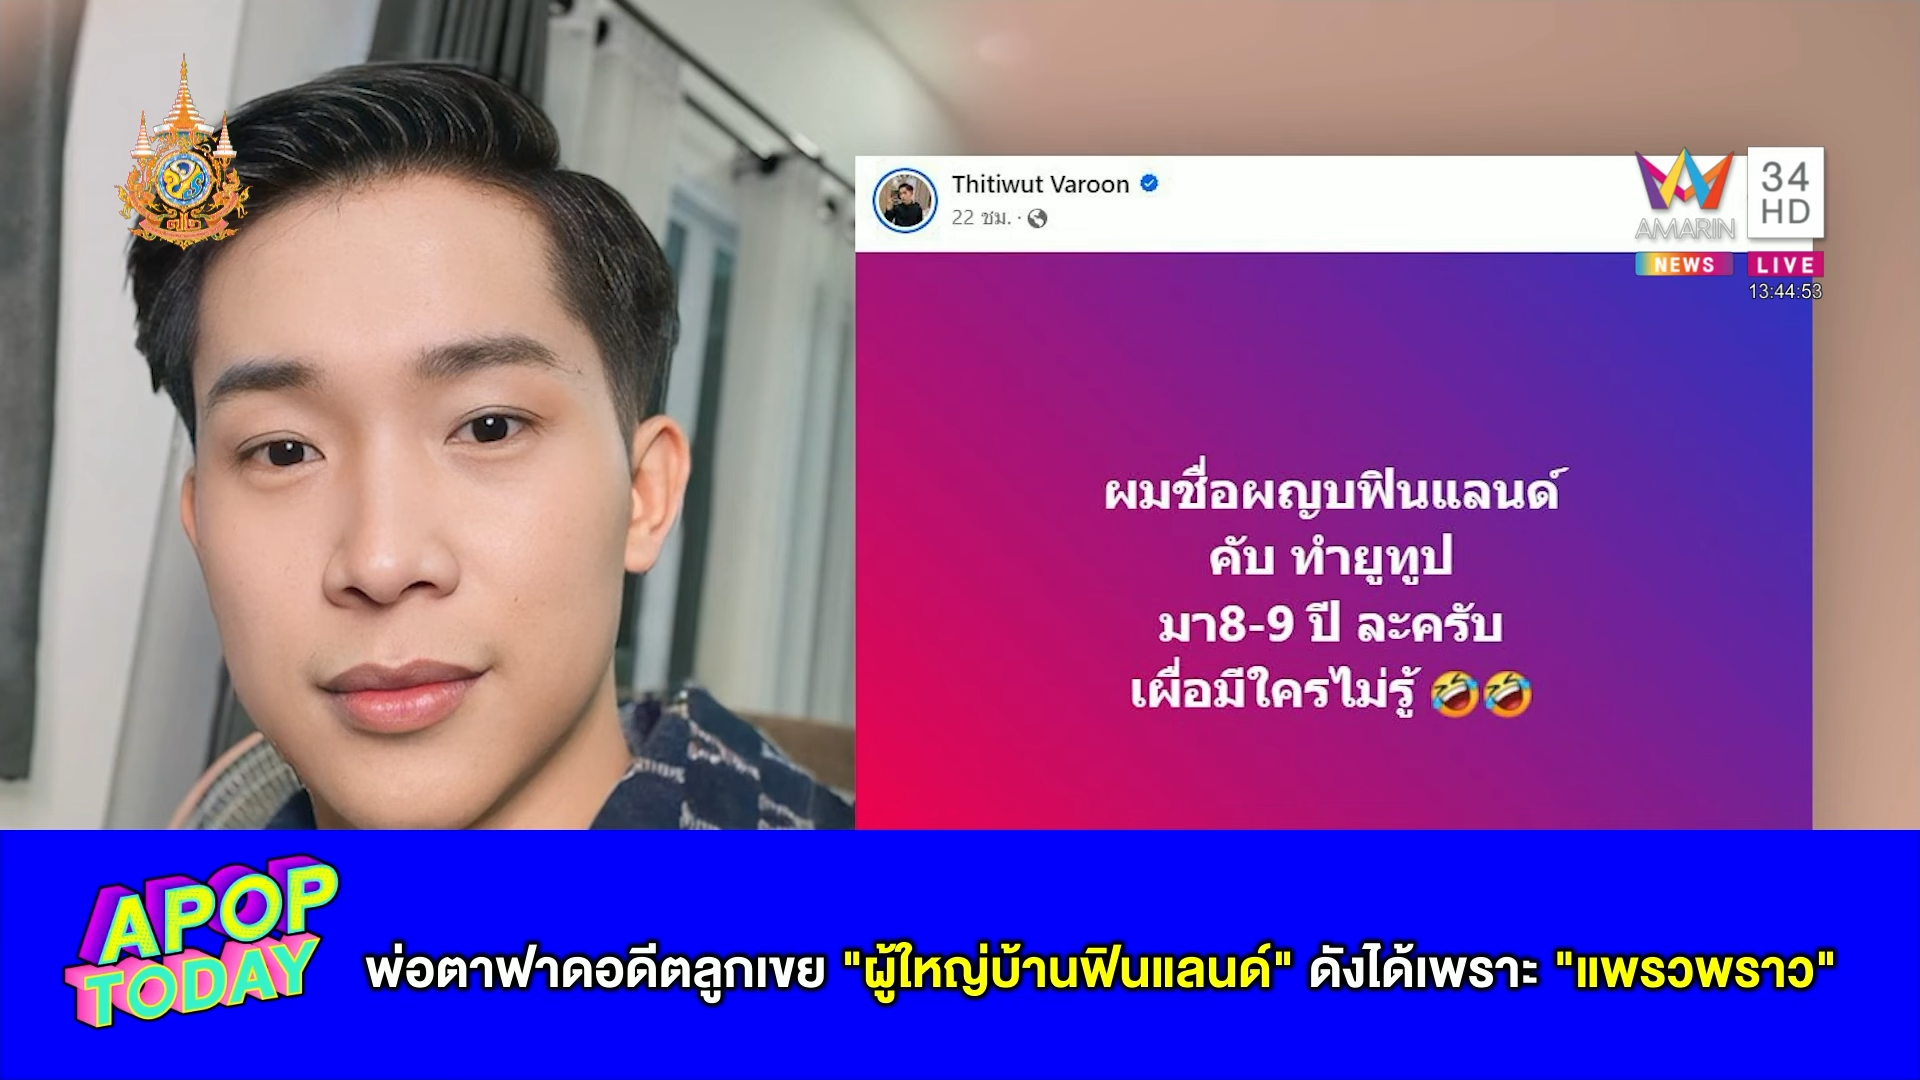 Thitiwut Varoon
22 ชม. ·
AMARIN
34
HD
NEWS
LIVE
13:44:53
ผมชื่อผญบฟินแลนด์
คับ ทำยูทูป
มา8-9 ปี ละครับ
เผื่อมีใครไม่รู้ 🤣🤣
APOP
TODAY
พ่อตาฟาดอดีตลูกเขย "ผู้ใหญ่บ้านฟินแลนด์" ดังได้เพราะ "แพรวพราว"